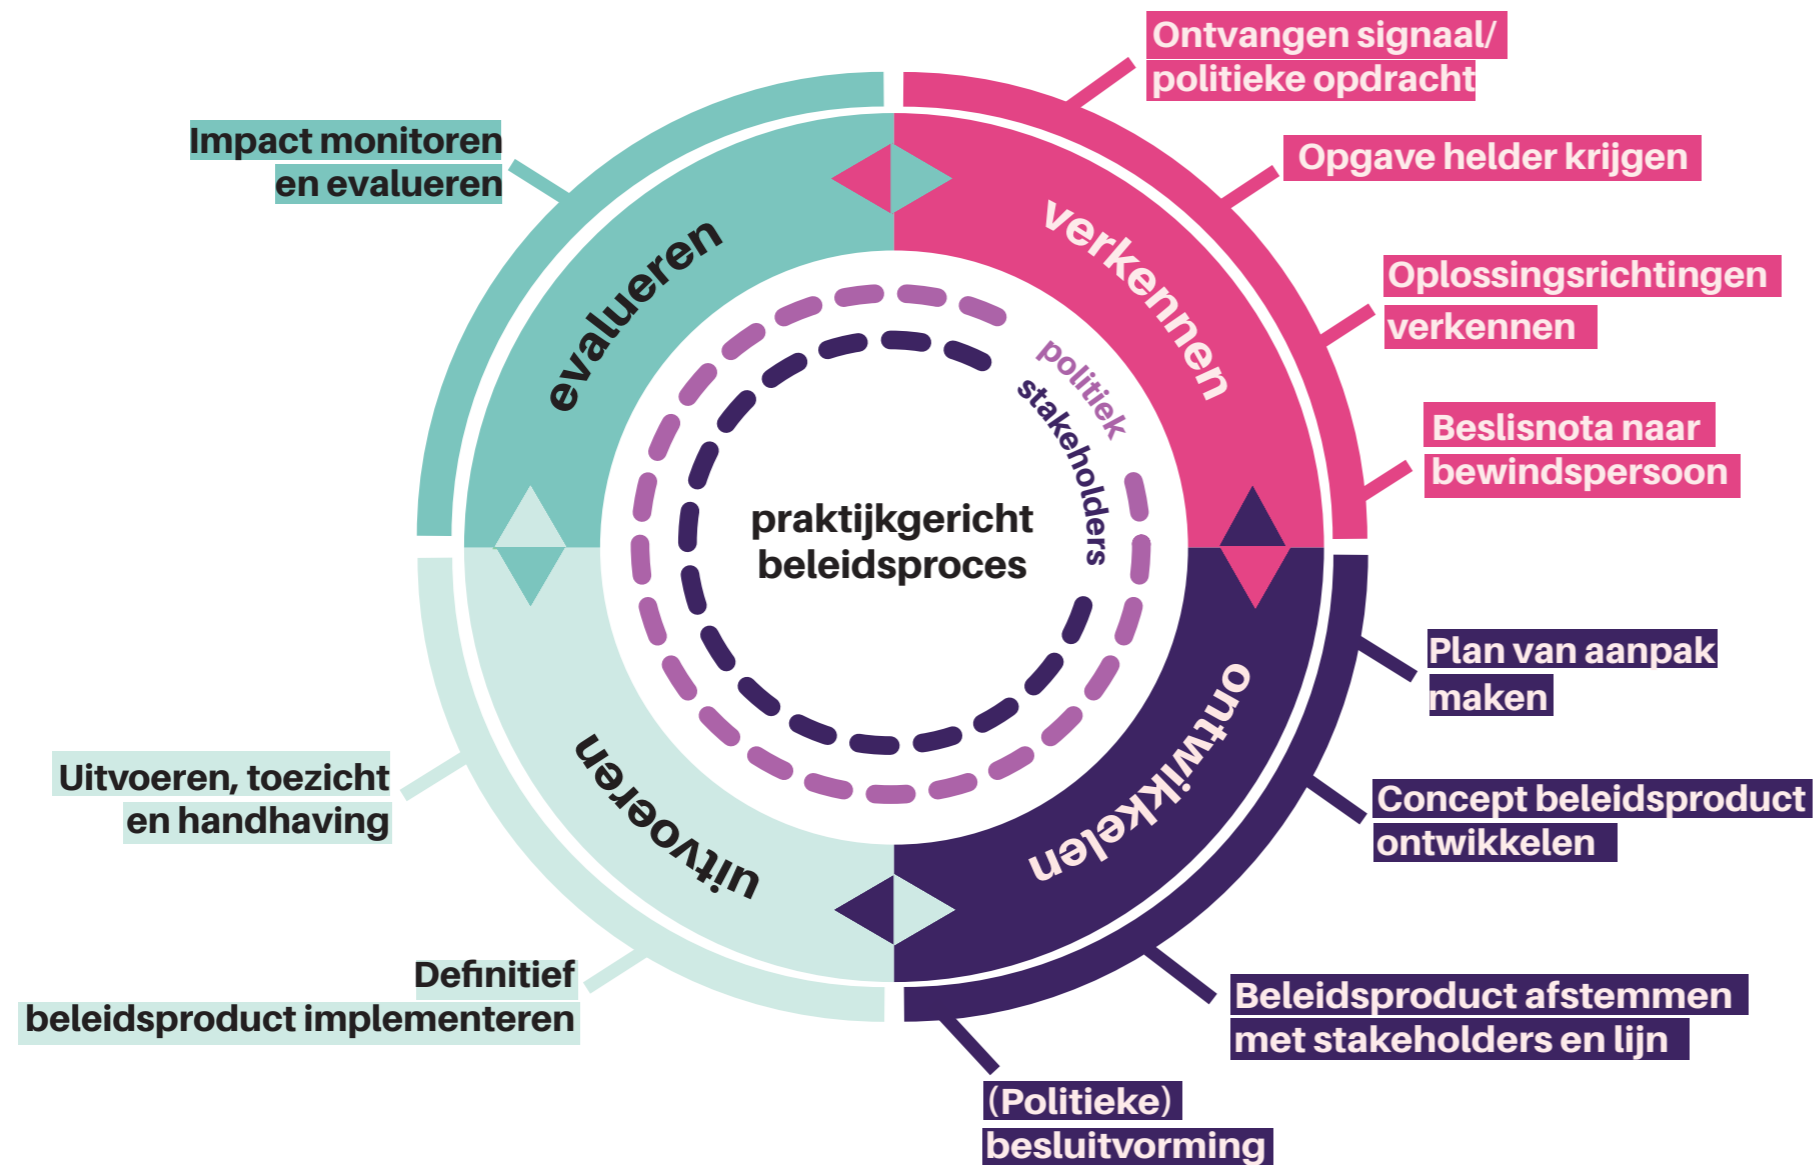 Ontvangen signaal/
politieke opdracht
Opgave helder krijgen
Oplossingsrichtingen
verkennen
Beslisnota naar
bewindspersoon
Plan van aanpak
maken
Concept beleidsproduct
ontwikkelen
Beleidsproduct afstemmen
met stakeholders en lijn
(Politieke)
besluitvorming
Definitief
beleidsproduct implementeren
Uitvoeren, toezicht
en handhaving
Impact monitoren
en evalueren
verkennen
ontwikkelen
uitvoeren
evalueren
politiek
stakeholders
praktijkgericht
beleidsproces